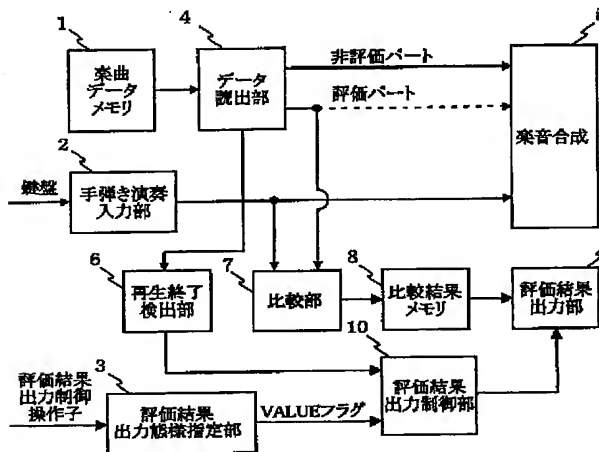 1
楽曲
データ
メモリ
4
データ
読出部
非評価パート
評価パート
5
楽音合成
2
鍵盤
手弾き演奏
入力部
6
再生終了
検出部
7
比較部
8
比較結果
メモリ
評価結果
出力部
10
評価結果
出力制御部
評価結果
出力制御
操作子
3
評価結果
出力態様指定部
VALUEフラグ